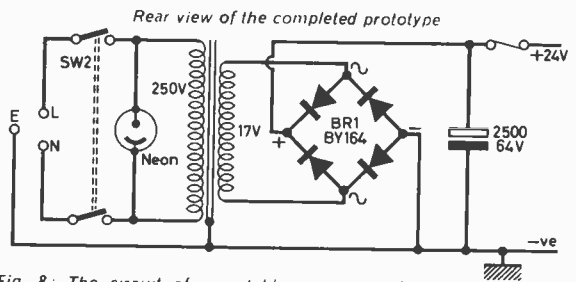 Rear view of the completed prototype
SW2
250V
17V
BR1
BY164
+24V
E
L
N
Neon
+
−
2500
64V
−ve
Fig. 8: The circuit of a suitable